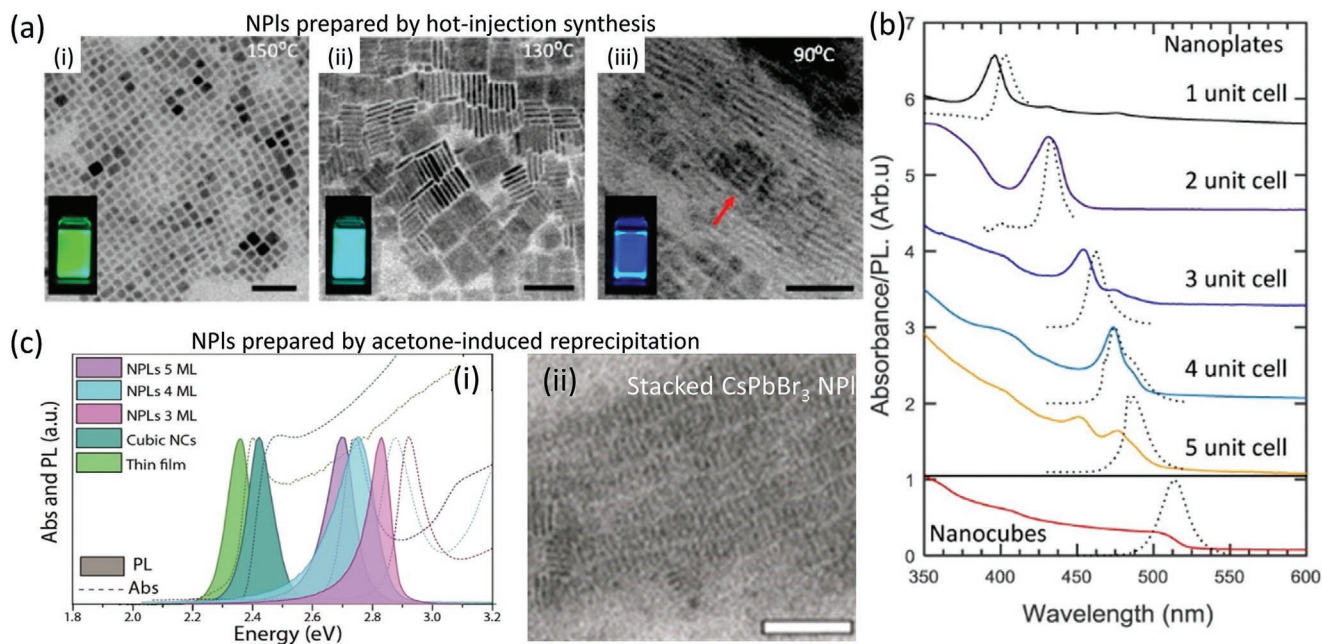 (a) NPls prepared by hot-injection synthesis
(i) 150°C
(ii) 130°C
(iii) 90°C
(b)
Nanoplates
1 unit cell
2 unit cell
3 unit cell
4 unit cell
5 unit cell
Nanocubes
7
6
5
4
3
2
1
1
0
Absorbance/PL. (Arb.u)
350 400 450 500 550 600
Wavelength (nm)
(c) NPls prepared by acetone-induced reprecipitation
(i)
NPLs 5 ML
NPLs 4 ML
NPLs 3 ML
Cubic NCs
Thin film
PL
Abs
Abs and PL (a.u.)
1.8 2.0 2.2 2.4 2.6 2.8 3.0 3.2
Energy (eV)
(ii)
Stacked CsPbBr₃ NPl